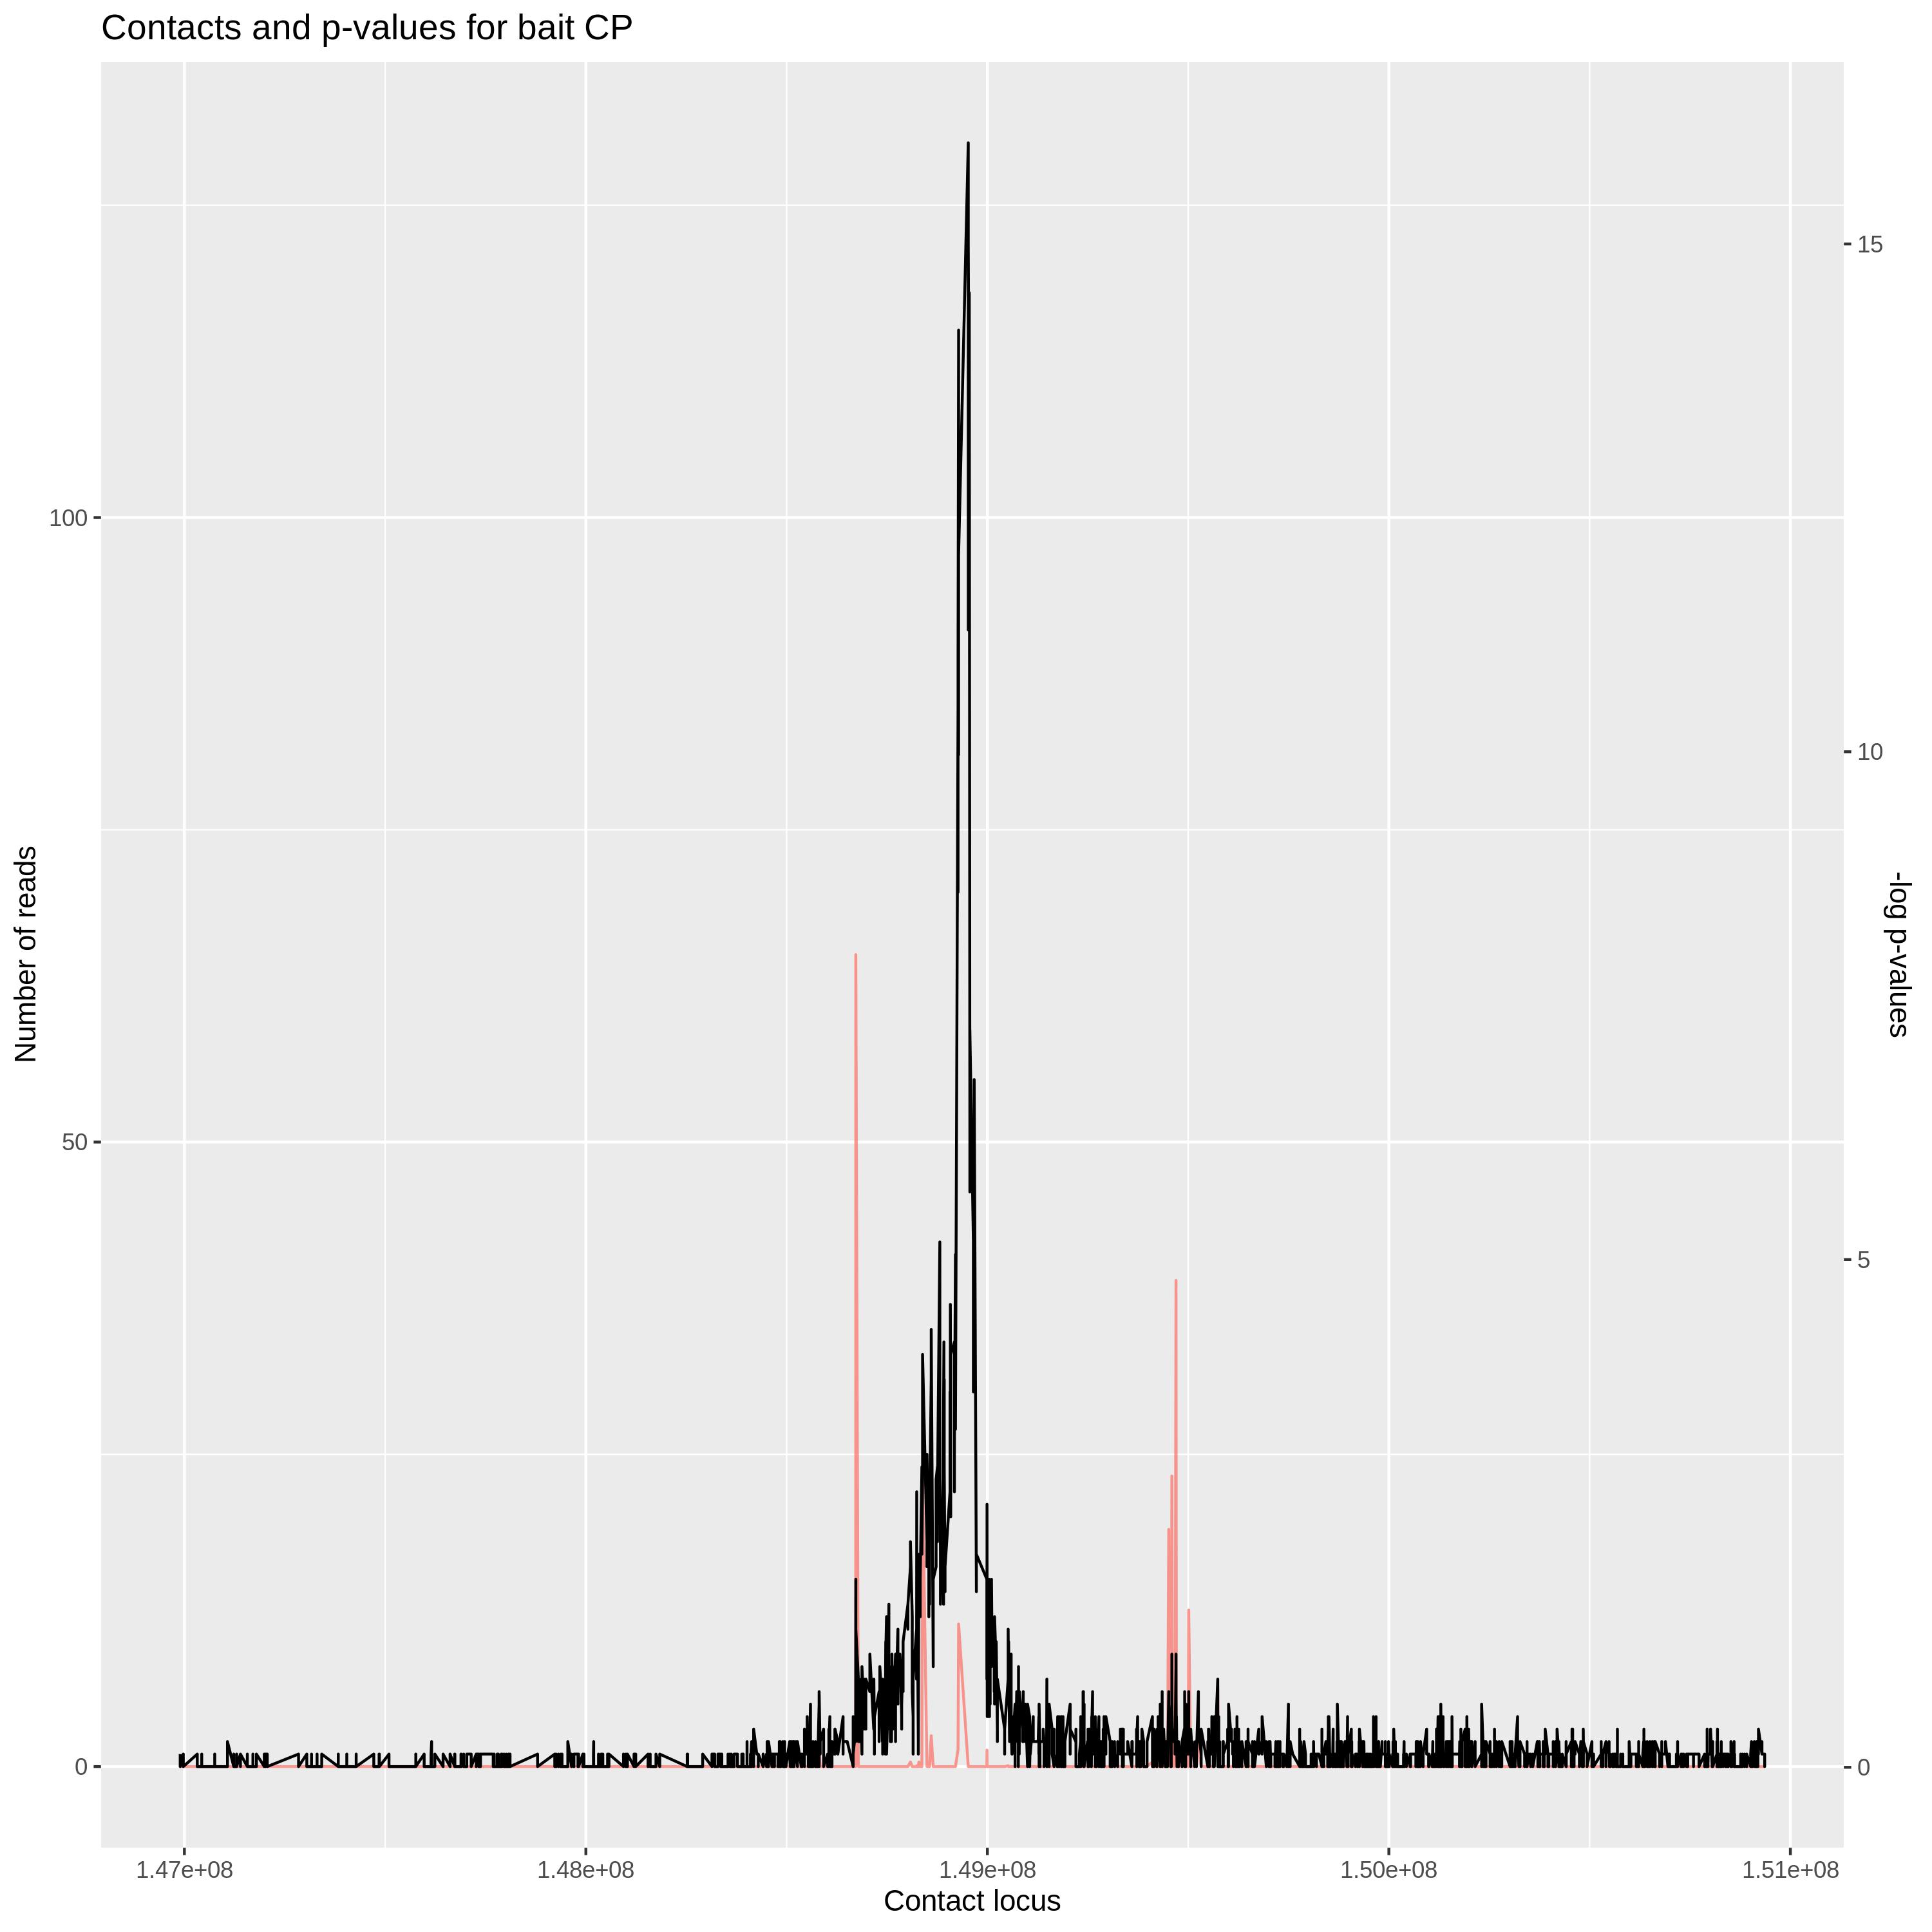 Contacts and p-values for bait CP
15
100
10
Number of reads
-log p-values
50
5
0
0
1.47e+08
1.48e+08
1.49e+08
1.50e+08
1.51e+08
Contact locus